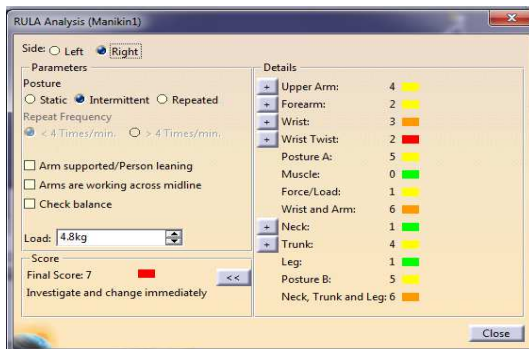 RULA Analysis (Manikin1)
Side: Left Right
Parameters
Posture
Static Intermittent Repeated
Repeat Frequency
< 4 Times/min. > 4 Times/min.
Arm supported/Person leaning
Arms are working across midline
Check balance
Load: 4.8kg
Score
Final Score: 7
<<
Investigate and change immediately
Details
+ Upper Arm: 4
+ Forearm: 2
+ Wrist: 3
+ Wrist Twist: 2
Posture A: 5
Muscle: 0
Force/Load: 1
Wrist and Arm: 6
+ Neck: 1
+ Trunk: 4
Leg: 1
Posture B: 5
Neck, Trunk and Leg: 6
Close